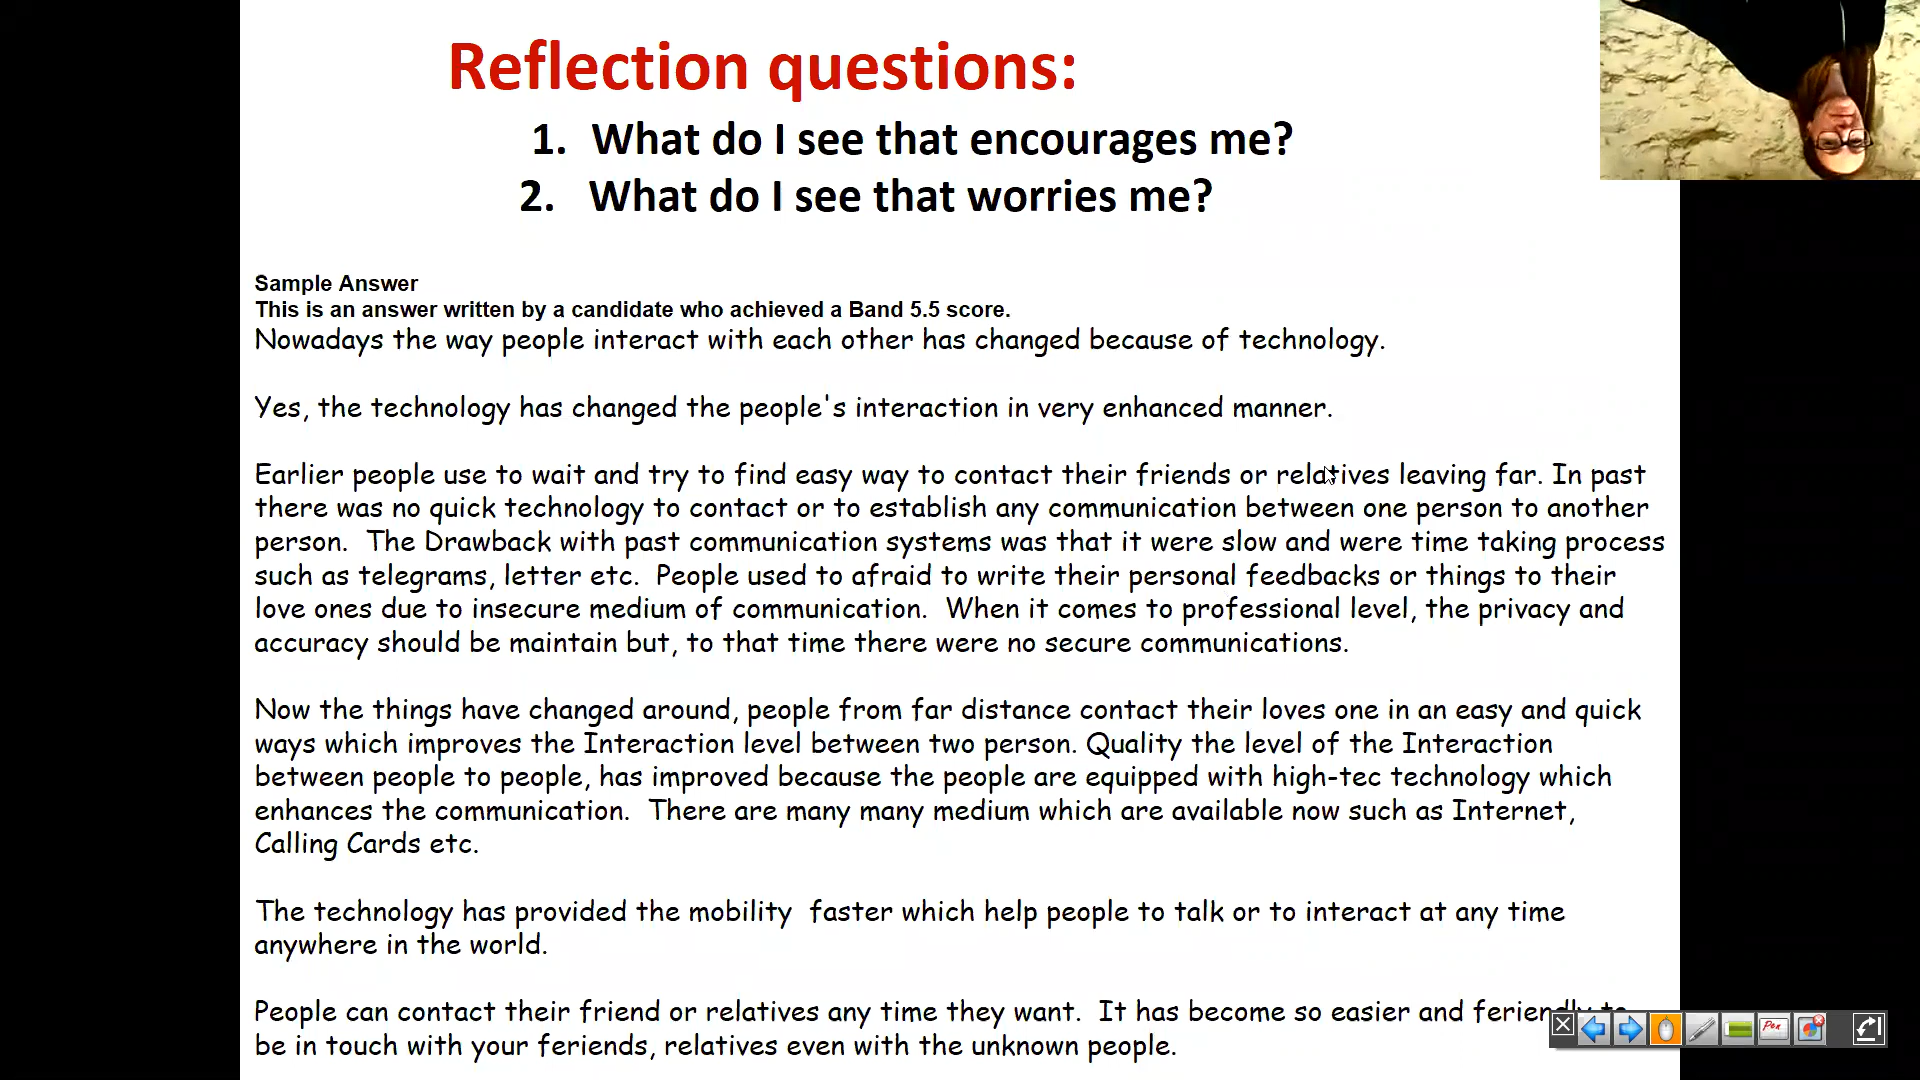 Reflection questions:
1. What do I see that encourages me?
2. What do I see that worries me?
Sample Answer
This is an answer written by a candidate who achieved a Band 5.5 score.
Nowadays the way people interact with each other has changed because of technology.
Yes, the technology has changed the people's interaction in very enhanced manner.
Earlier people use to wait and try to find easy way to contact their friends or relatives leaving far. In past
there was no quick technology to contact or to establish any communication between one person to another
person. The Drawback with past communication systems was that it were slow and were time taking process
such as telegrams, letter etc. People used to afraid to write their personal feedbacks or things to their
love ones due to insecure medium of communication. When it comes to professional level, the privacy and
accuracy should be maintain but, to that time there were no secure communications.
Now the things have changed around, people from far distance contact their loves one in an easy and quick
ways which improves the Interaction level between two person. Quality the level of the Interaction
between people to people, has improved because the people are equipped with high-tec technology which
enhances the communication. There are many many medium which are available now such as Internet,
Calling Cards etc.
The technology has provided the mobility faster which help people to talk or to interact at any time
anywhere in the world.
People can contact their friend or relatives any time they want. It has become so easier and feriendly to
be in touch with your feriends, relatives even with the unknown people.
Pen